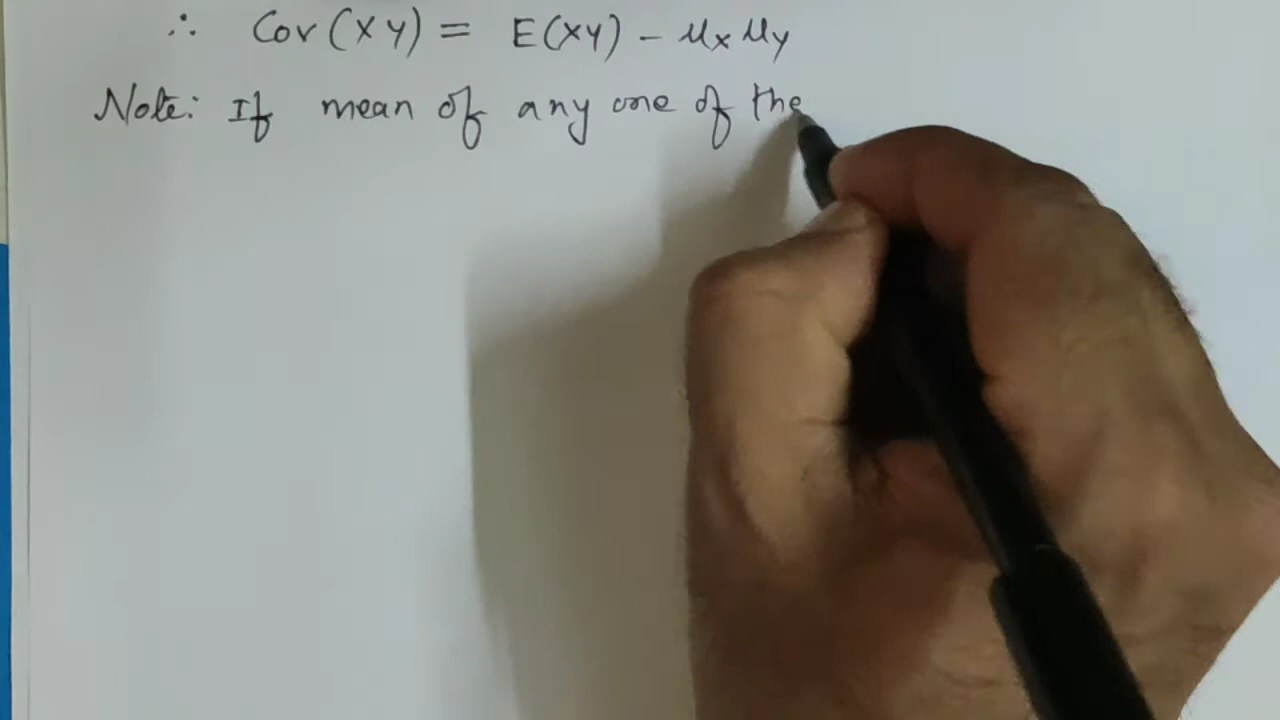 ∴ Cov(XY) = E(XY) - μx μy
Note: If mean of any one of the